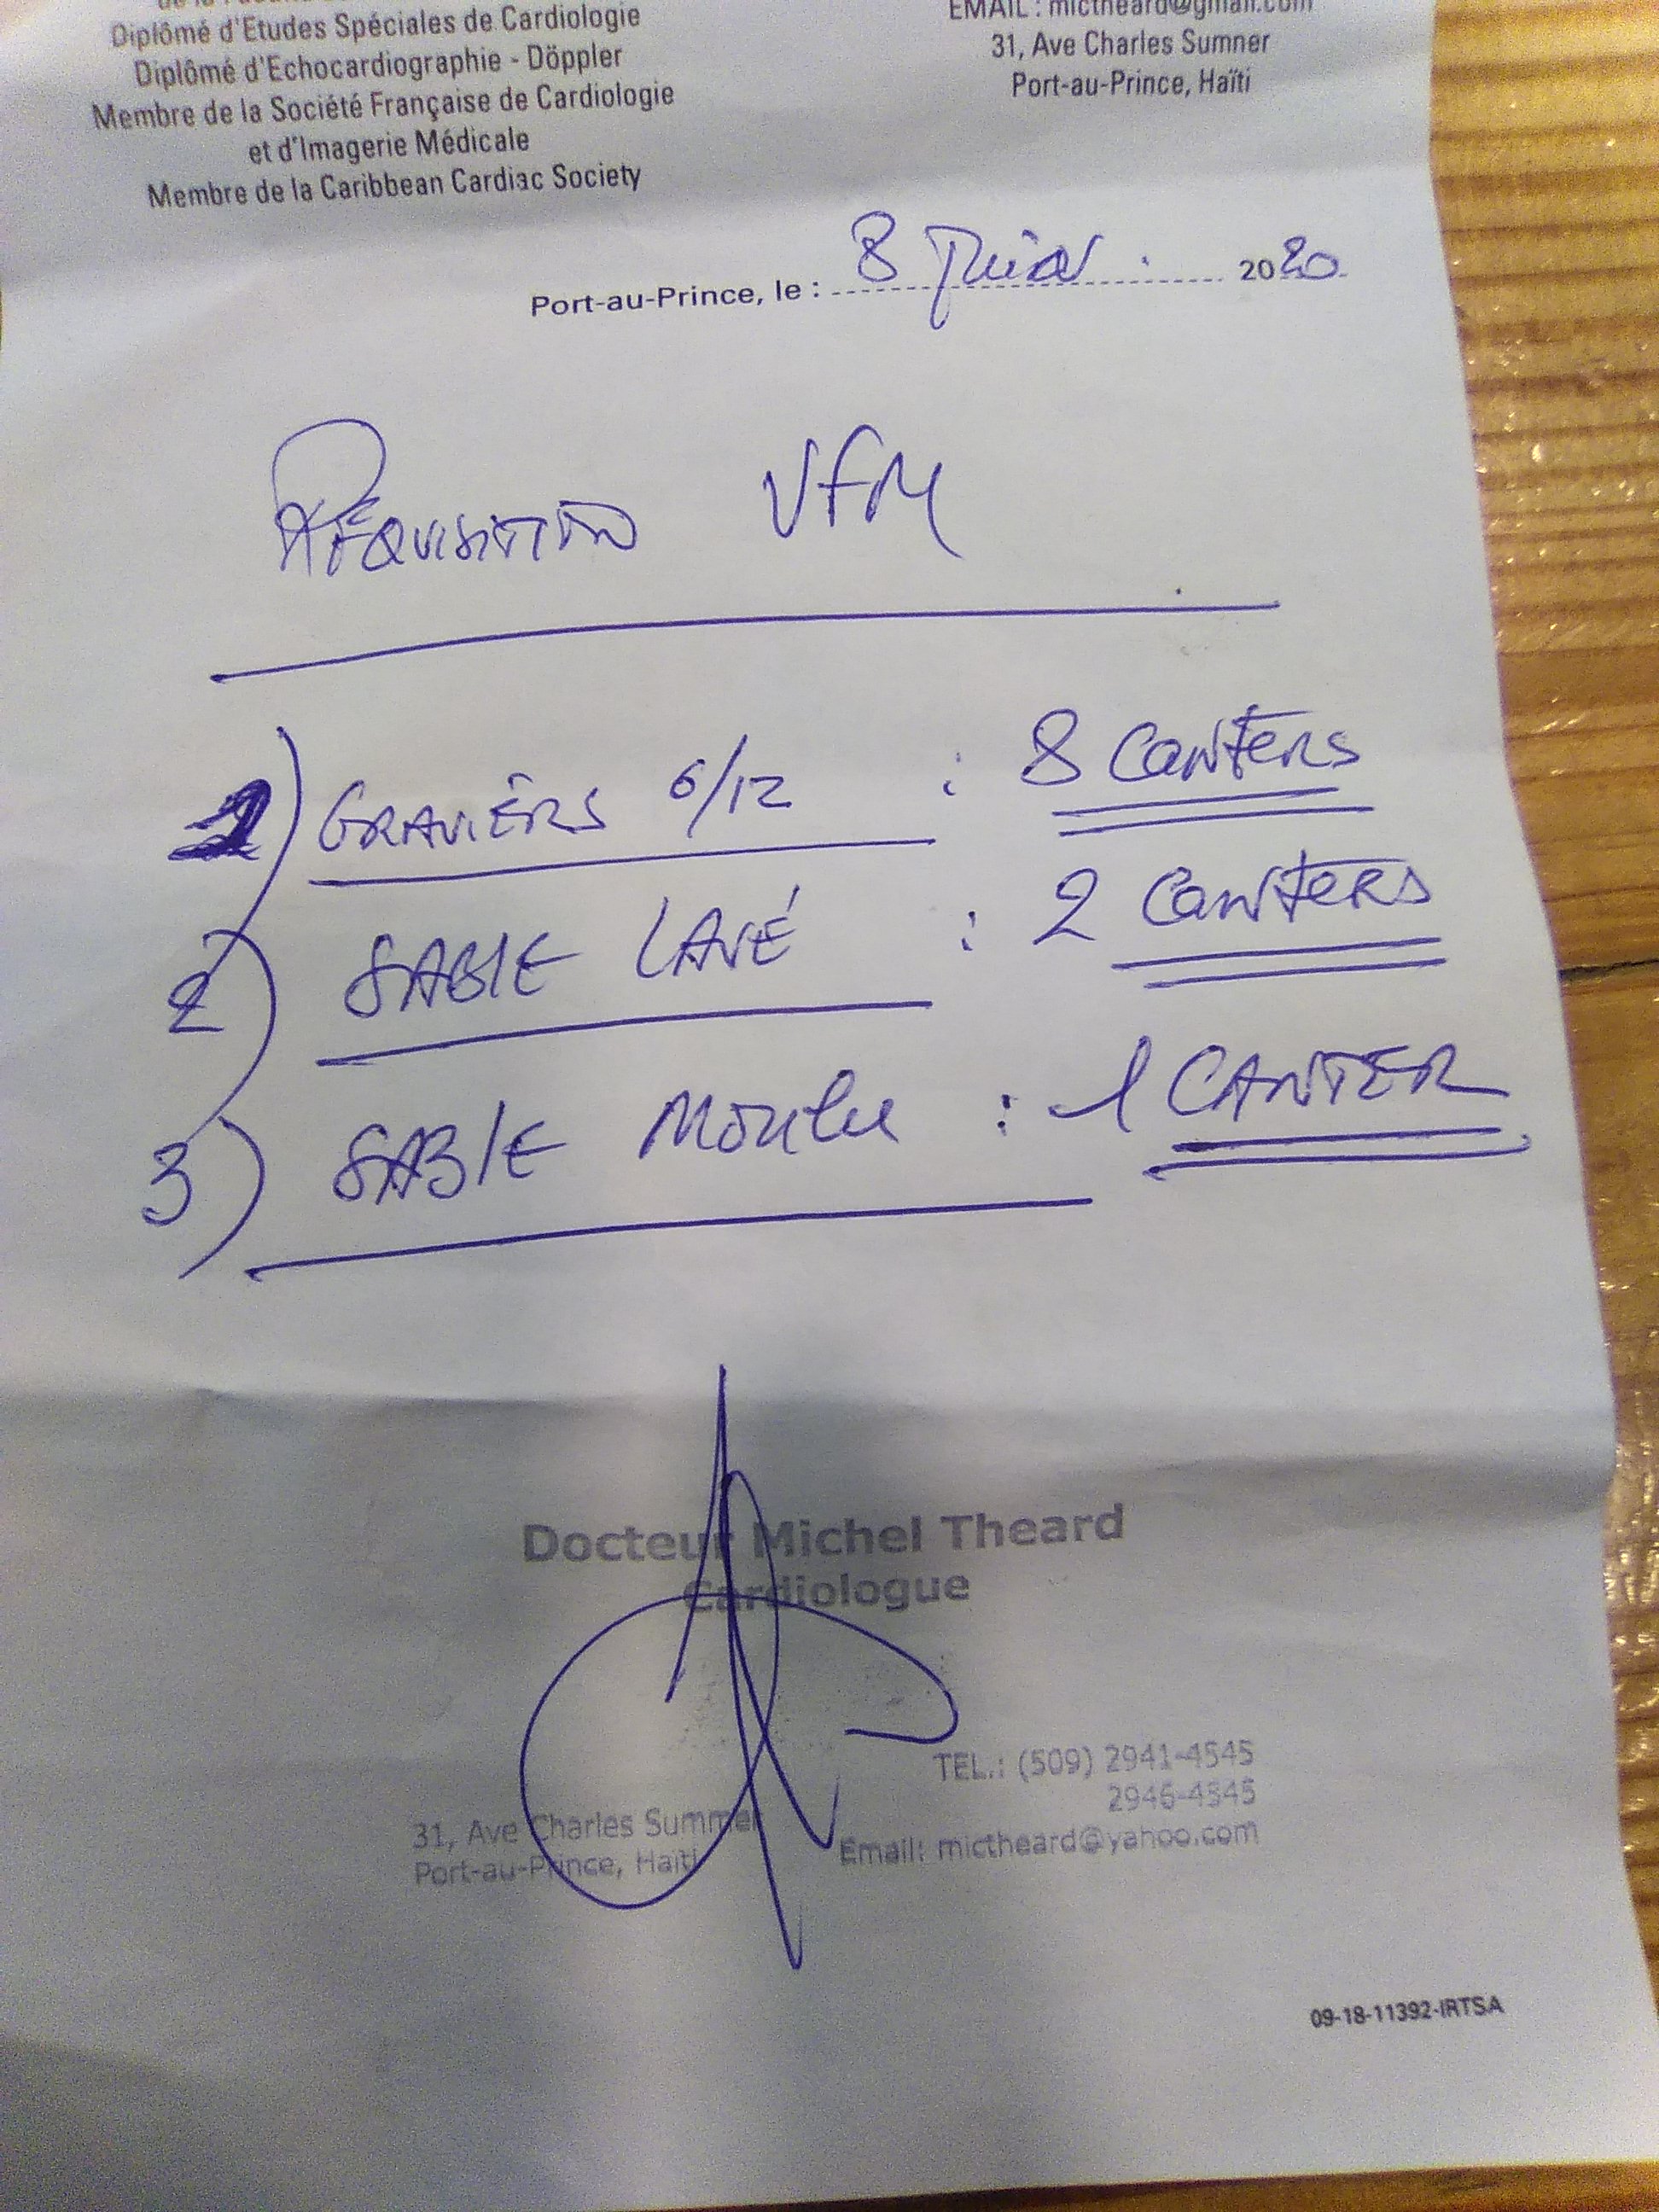 Diplômé d'Etudes Spéciales de Cardiologie
Diplômé d'Echocardiographie - Döppler
Membre de la Société Française de Cardiologie
et d'Imagerie Médicale
Membre de la Caribbean Cardiac Society
EMAIL : mictheard@gmail.com
31, Ave Charles Sumner
Port-au-Prince, Haïti
Port-au-Prince, le : 8 2020
RÉQUISITION VFM
1) GRAVIERS 6/12 : 8 CANTERS
2) SABLE LAVÉ : 2 CANTERS
3) SABLE Moulu : 1 CANTER
Docteur Michel Theard
Cardiologue
TEL.: (509) 2941-4545
2946-4545
Email: mictheard@yahoo.com
31, Ave Charles Summer
Port-au-Prince, Haiti
09-18-11392-IRTSA